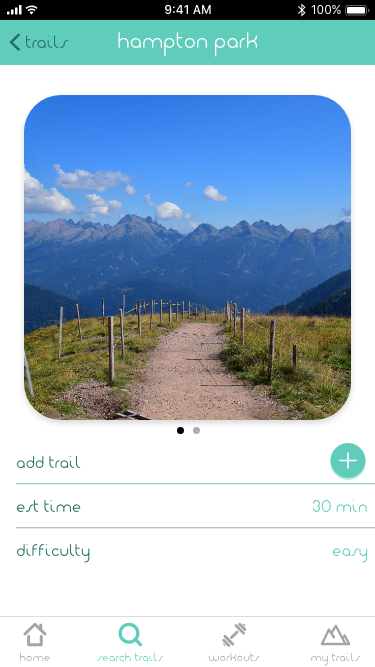 9:41 AM 100%
trails hampton park
add trail
est time 30 min
difficulty easy
home search trails workouts my trails